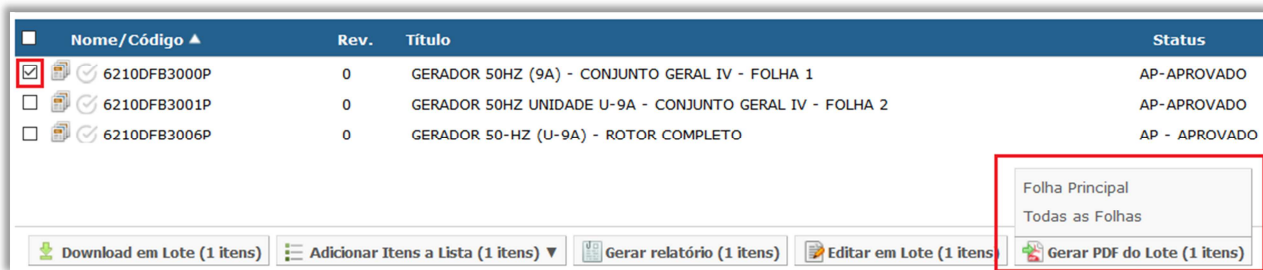 Nome/Código ▲ Rev. Título Status
6210DFB3000P 0 GERADOR 50HZ (9A) - CONJUNTO GERAL IV - FOLHA 1 AP-APROVADO
6210DFB3001P 0 GERADOR 50HZ UNIDADE U-9A - CONJUNTO GERAL IV - FOLHA 2 AP-APROVADO
6210DFB3006P 0 GERADOR 50-HZ (U-9A) - ROTOR COMPLETO AP - APROVADO
Folha Principal
Todas as Folhas
Download em Lote (1 itens) Adicionar Itens a Lista (1 itens) ▼ Gerar relatório (1 itens) Editar em Lote (1 itens) Gerar PDF do Lote (1 itens)